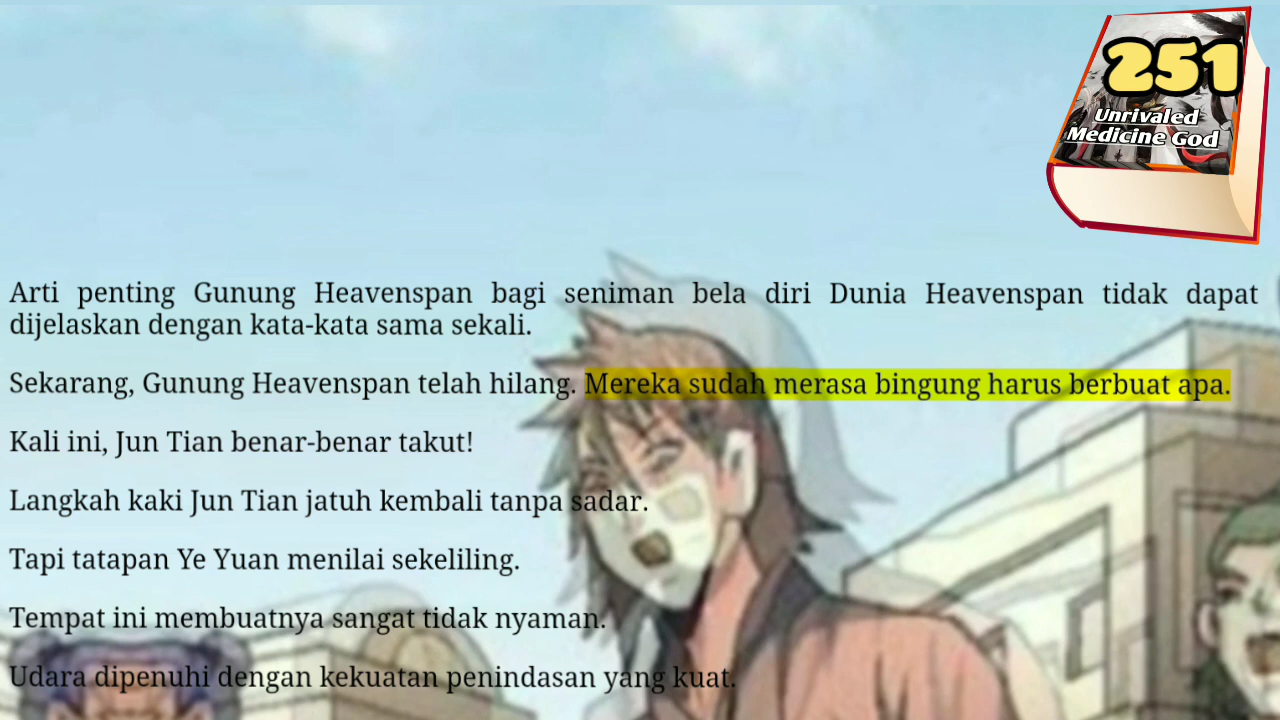 251
Unrivaled
Medicine God
Arti penting Gunung Heavenspan bagi seniman bela diri Dunia Heavenspan tidak dapat
dijelaskan dengan kata-kata sama sekali.
Sekarang, Gunung Heavenspan telah hilang. Mereka sudah merasa bingung harus berbuat apa.
Kali ini, Jun Tian benar-benar takut!
Langkah kaki Jun Tian jatuh kembali tanpa sadar.
Tapi tatapan Ye Yuan menilai sekeliling.
Tempat ini membuatnya sangat tidak nyaman.
Udara dipenuhi dengan kekuatan penindasan yang kuat.